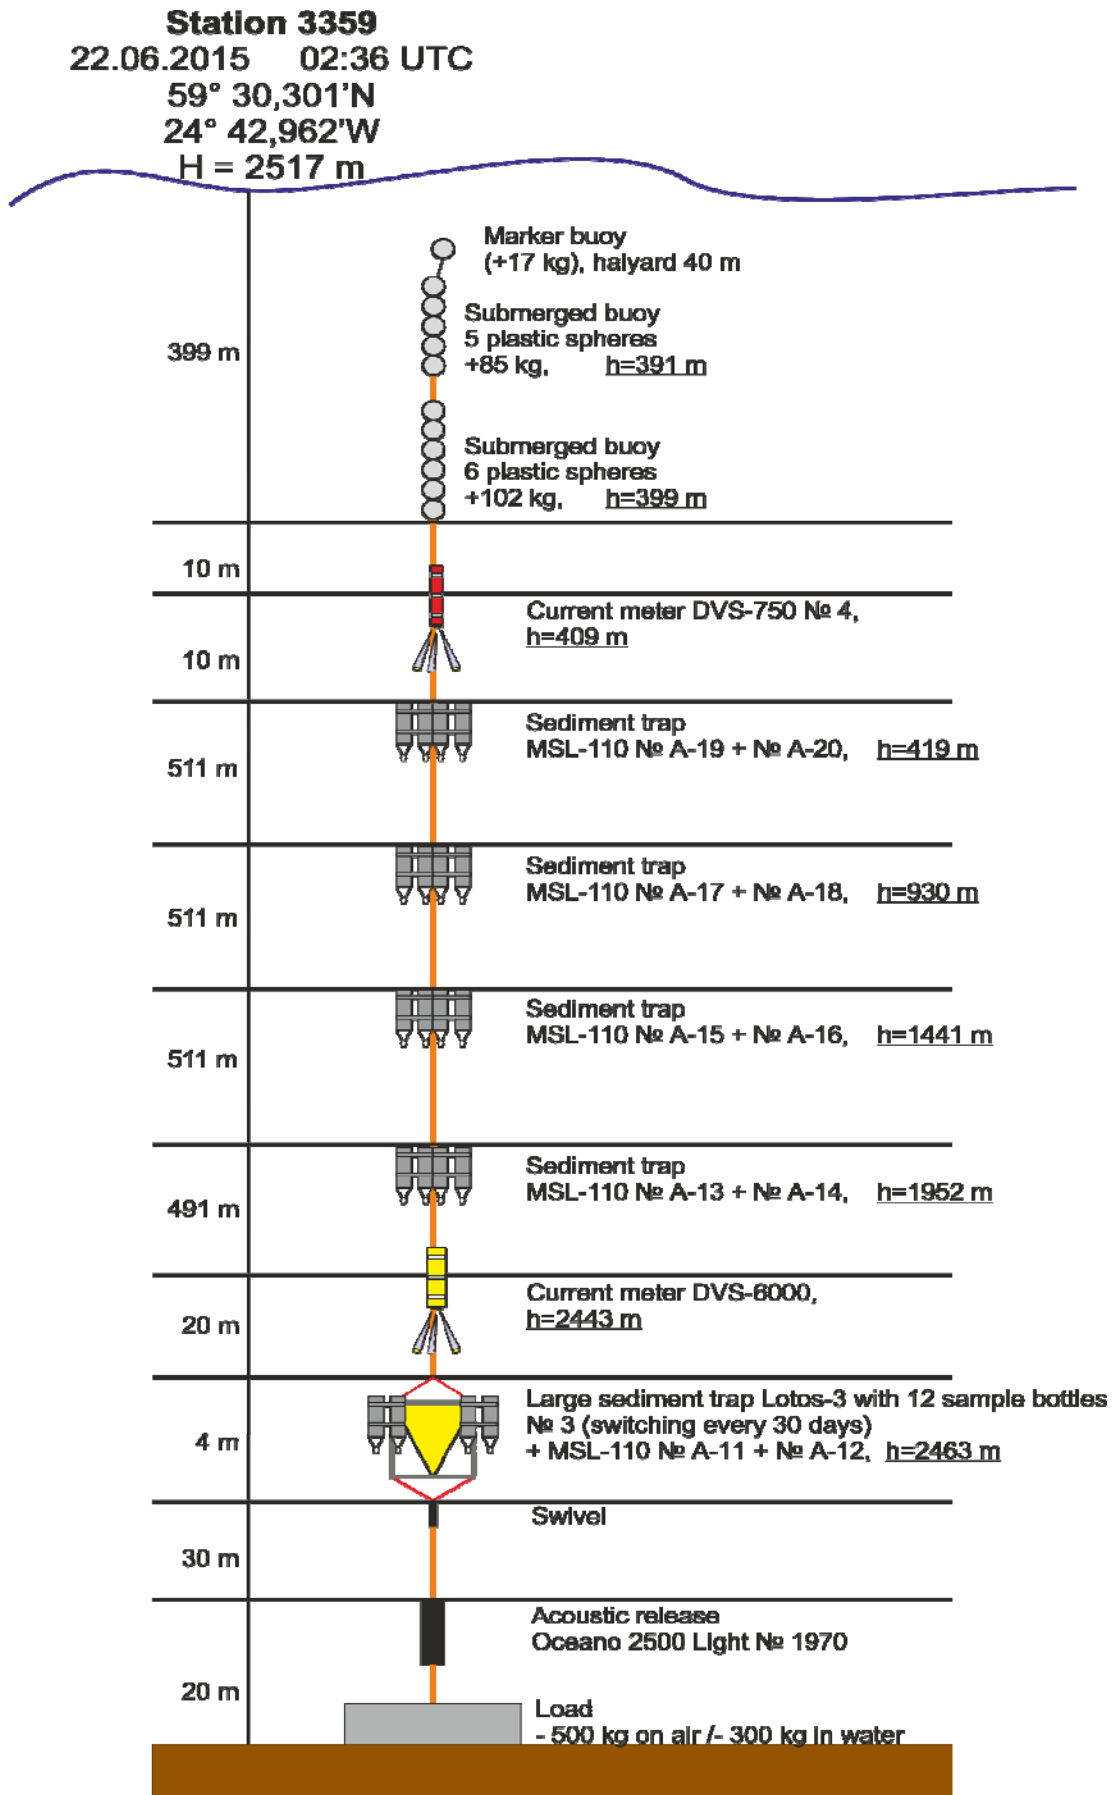 Station 3359
22.06.2015 02:36 UTC
59° 30,301'N
24° 42,962'W
H = 2517 m
Marker buoy
(+17 kg), halyard 40 m
Submerged buoy
5 plastic spheres
+85 kg, h=391 m
399 m
Submerged buoy
6 plastic spheres
+102 kg, h=399 m
10 m
Current meter DVS-750 № 4,
h=409 m
10 m
Sediment trap
MSL-110 № A-19 + № A-20, h=419 m
511 m
Sediment trap
MSL-110 № A-17 + № A-18, h=930 m
511 m
Sediment trap
MSL-110 № A-15 + № A-16, h=1441 m
511 m
Sediment trap
MSL-110 № A-13 + № A-14, h=1952 m
491 m
Current meter DVS-6000,
h=2443 m
20 m
Large sediment trap Lotos-3 with 12 sample bottles
№ 3 (switching every 30 days)
+ MSL-110 № A-11 + № A-12, h=2463 m
4 m
Swivel
30 m
Acoustic release
Oceano 2500 Light № 1970
20 m
Load
- 500 kg on air /- 300 kg in water